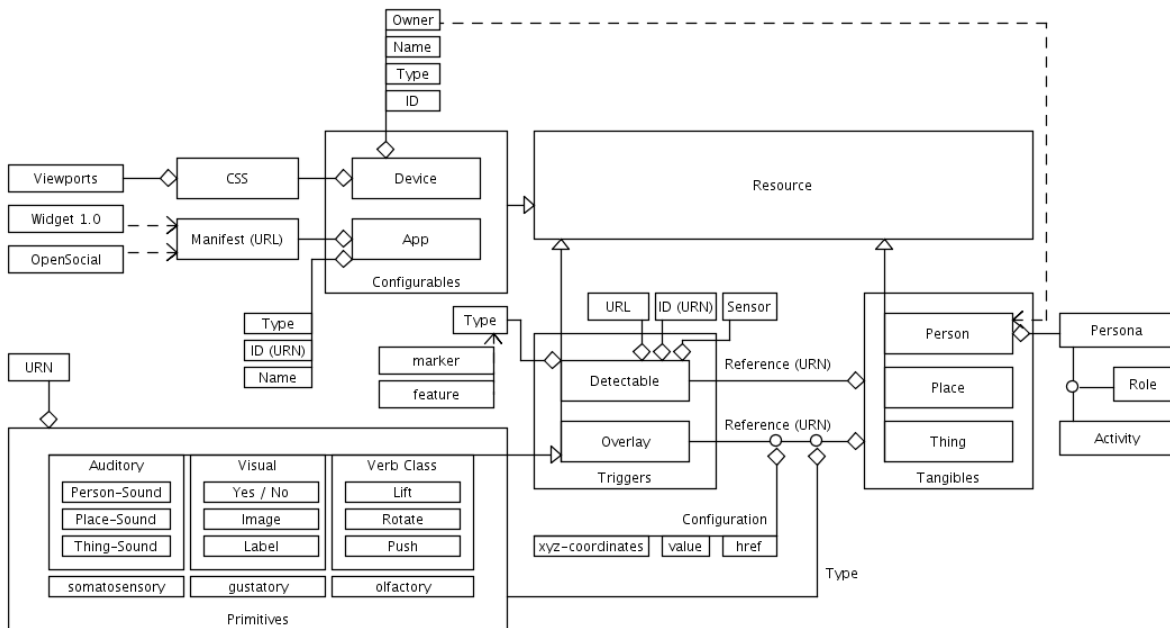 Owner
Name
Type
ID
Viewports
CSS
Device
Resource
Widget 1.0
Manifest (URL)
App
OpenSocial
Configurables
Type
URL
ID (URN)
Sensor
Person
Persona
Type
ID (URN)
Name
marker
feature
Detectable
Reference (URN)
Place
Role
URN
Overlay
Reference (URN)
Thing
Activity
Triggers
Tangibles
Auditory
Visual
Verb Class
Person-Sound
Yes / No
Lift
Place-Sound
Image
Rotate
Thing-Sound
Label
Push
Configuration
xyz-coordinates
value
href
somatosensory
gustatory
olfactory
Type
Primitives